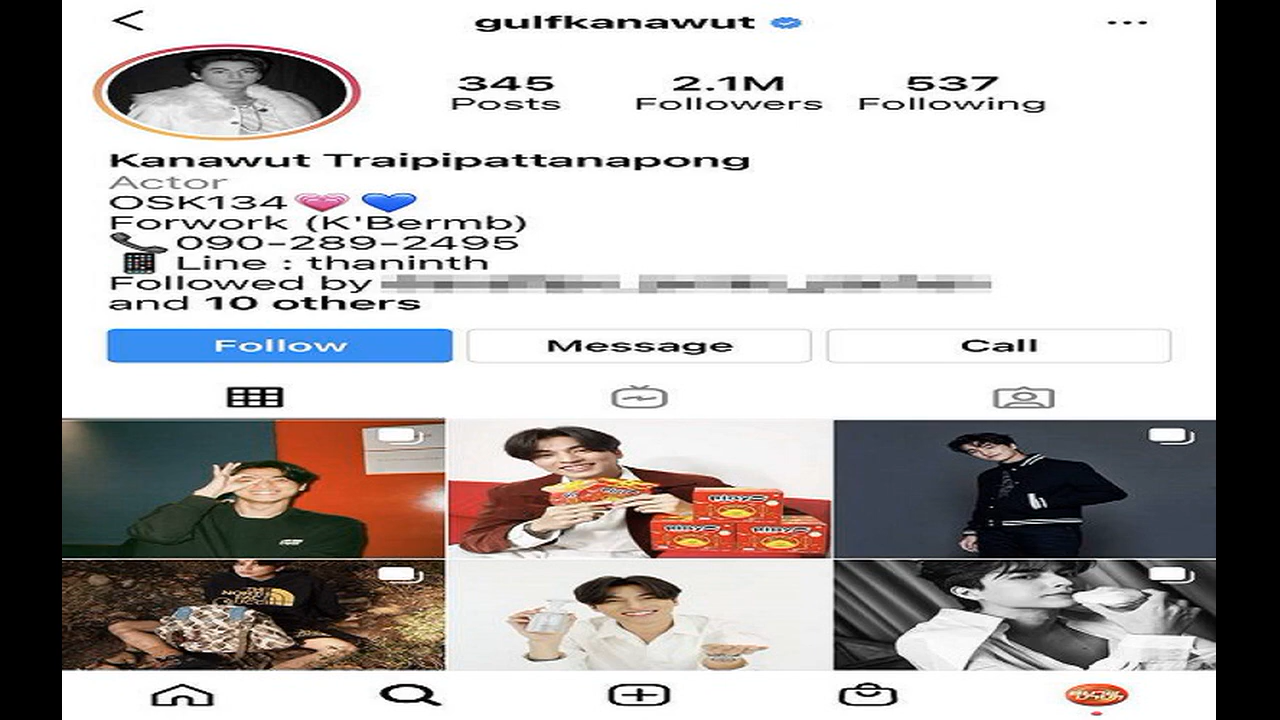 gulfkanawut
345 2.1M 537
Posts Followers Following
Kanawut Traipipattanapong
Actor
OSK134💗 💙
Forwork (K'Bermb)
📞 090-289-2495
📱 Line : thaninth
Followed by
and 10 others
Follow Message Call